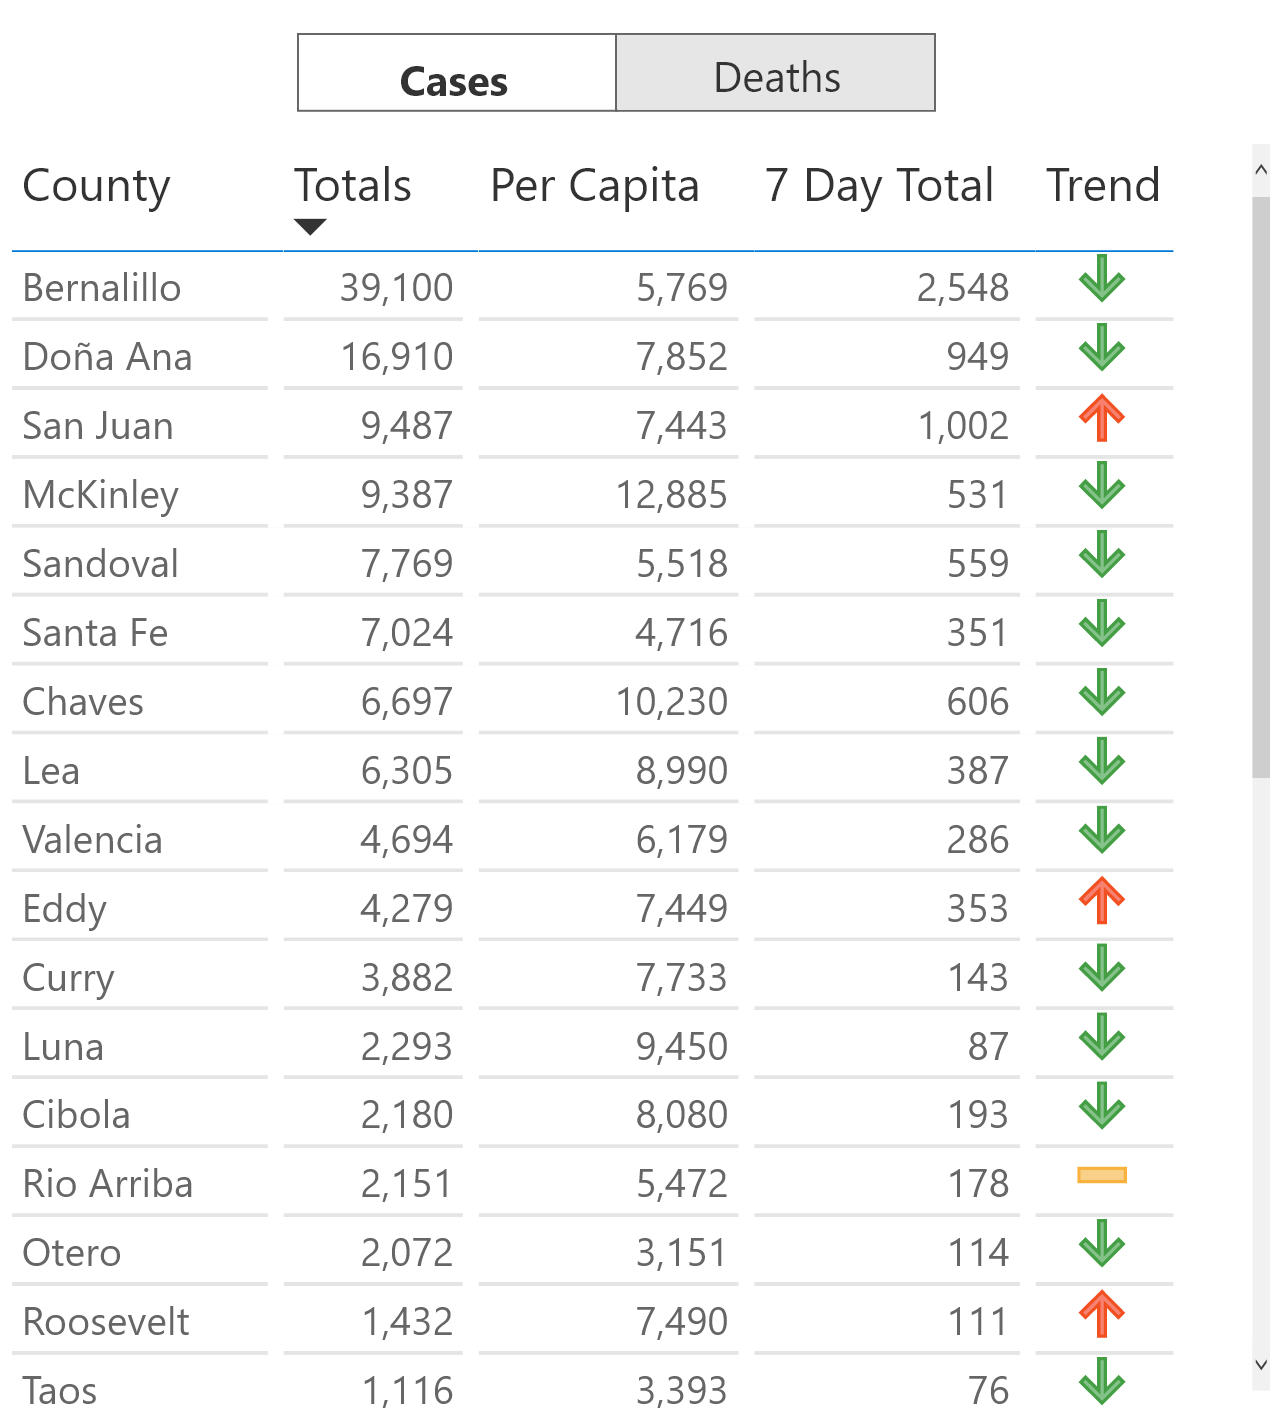 Cases Deaths
County Totals Per Capita 7 Day Total Trend
Bernalillo 39,100 5,769 2,548
Doña Ana 16,910 7,852 949
San Juan 9,487 7,443 1,002
McKinley 9,387 12,885 531
Sandoval 7,769 5,518 559
Santa Fe 7,024 4,716 351
Chaves 6,697 10,230 606
Lea 6,305 8,990 387
Valencia 4,694 6,179 286
Eddy 4,279 7,449 353
Curry 3,882 7,733 143
Luna 2,293 9,450 87
Cibola 2,180 8,080 193
Rio Arriba 2,151 5,472 178
Otero 2,072 3,151 114
Roosevelt 1,432 7,490 111
Taos 1,116 3,393 76